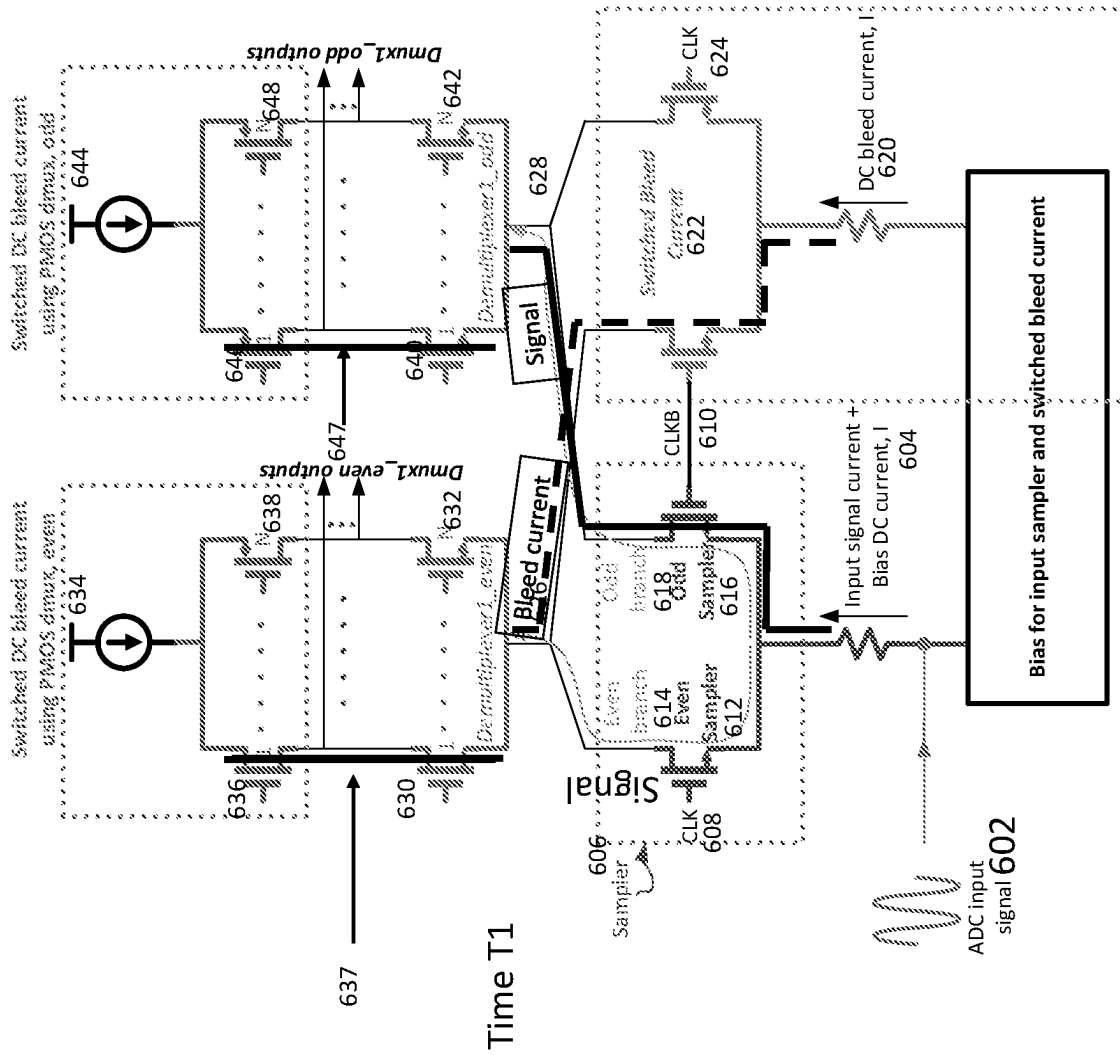 Switched DC bleed current
using PMOS dmux, even
634
Switched DC bleed current
using PMOS dmux, odd
644
636
1
N
638
1
N
648
Dmux1_even outputs
Dmux1_odd outputs
637
647
630
1
N
632
640
1
N
642
Demultiplexer1_even
Demultiplexer1_odd
628
Bleed current
Signal
Signal
Even
branch
614
Even
Sampler
612
Odd
branch
618
Odd
Sampler
616
Switched Bleed
Current
622
606
Sampler
CLK
608
CLKB
610
CLK
624
Input signal current +
Bias DC current, I
604
DC bleed current, I
620
ADC input
signal 602
Bias for input sampler and switched bleed current
Time T1